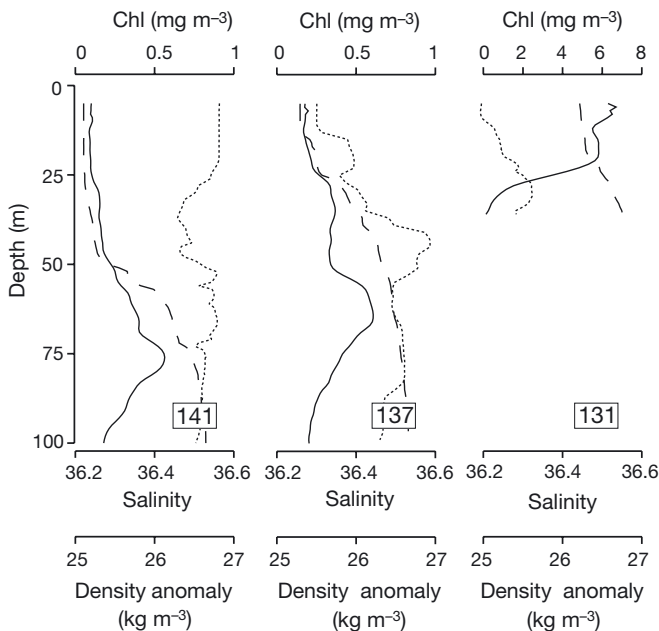 Chl (mg m⁻³) Chl (mg m⁻³) Chl (mg m⁻³)
0 0.5 1 0 0.5 1 0 2 4 6 8
0
25
50
75
100
Depth (m)
141 137 131
36.2 36.4 36.6 36.2 36.4 36.6 36.2 36.4 36.6
Salinity Salinity Salinity
25 26 27 25 26 27 25 26 27
Density anomaly Density anomaly Density anomaly
(kg m⁻³) (kg m⁻³) (kg m⁻³)